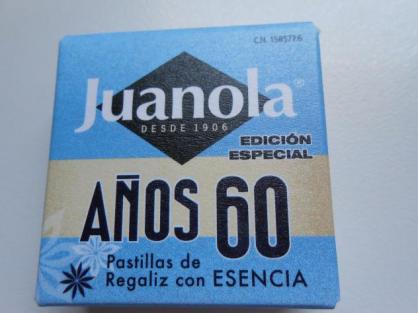 C.N. 158577.6
Juanola®
DESDE 1906
EDICIÓN
ESPECIAL
AÑOS 60
Pastillas de
Regaliz con ESENCIA